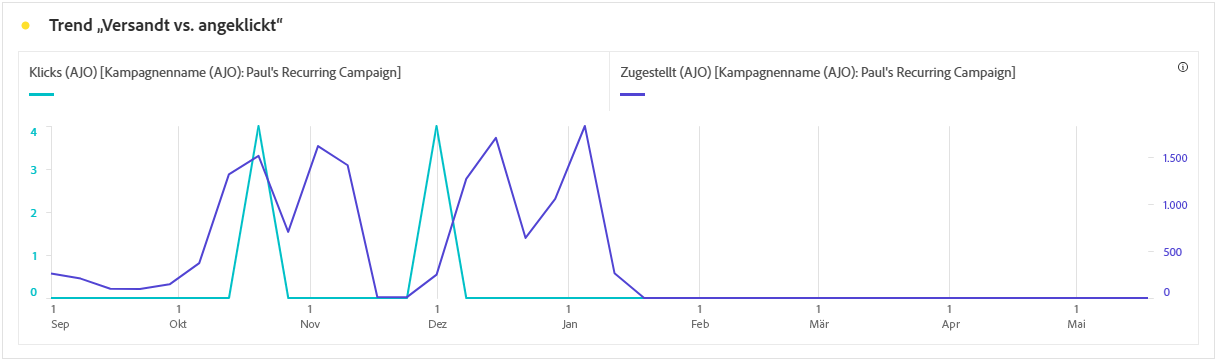 Trend „Versandt vs. angeklickt“
Klicks (AJO) [Kampagnenname (AJO): Paul's Recurring Campaign]
Zugestellt (AJO) [Kampagnenname (AJO): Paul's Recurring Campaign]
4
3
2
1
0
1.500
1.000
500
0
1 1 1 1 1 1 1 1 1
Sep Okt Nov Dez Jan Feb Mär Apr Mai